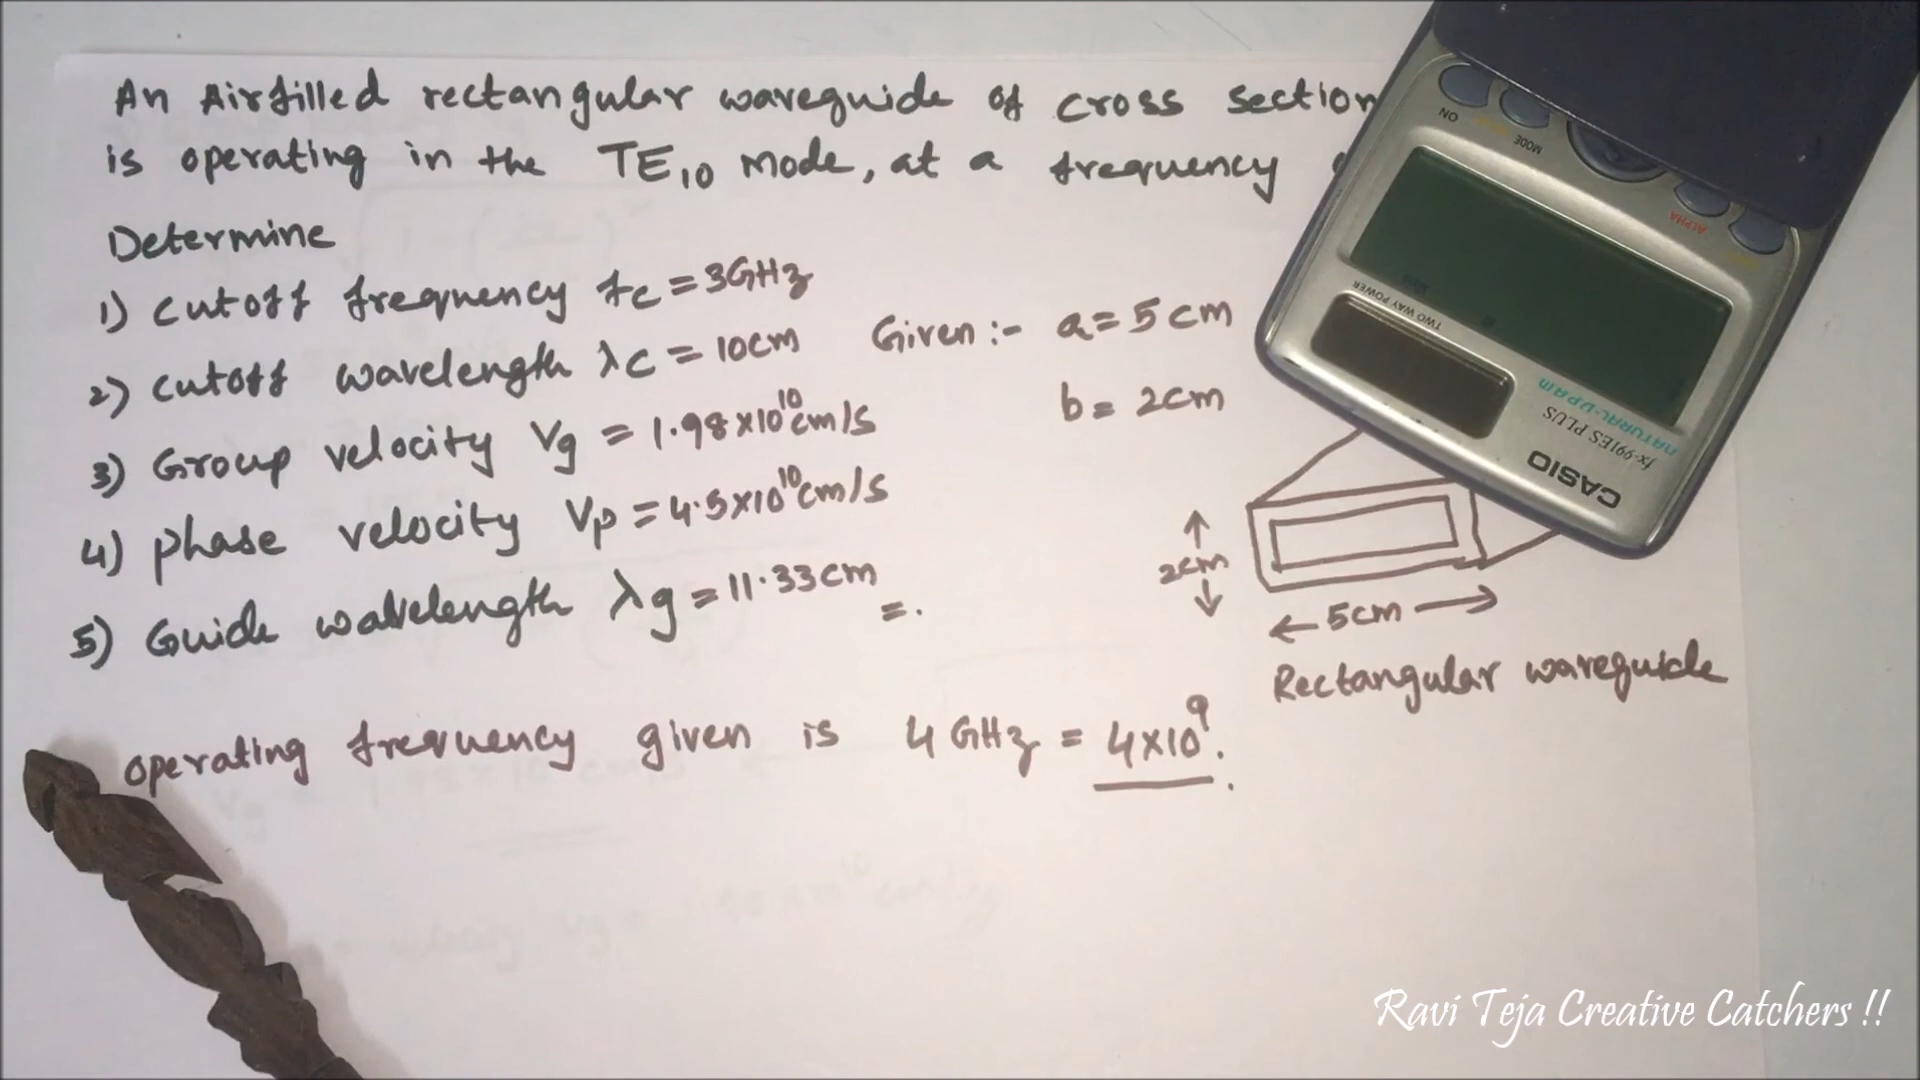 An Airfilled rectangular waveguide of cross section
is operating in the TE10 mode, at a frequency
Determine
1) cutoff frequency fc = 3GHz
2) cutoff wavelength λc = 10cm
3) Group velocity Vg = 1.98×10^10 cm/s
4) phase velocity Vp = 4.5×10^10 cm/s
5) Guide wavelength λg = 11.33cm
=.
Given :- a = 5cm
b = 2cm
2cm
← 5cm →
Rectangular waveguide
operating frequency given is 4 GHz = 4×10^9.
ON
MODE
ALPHA
TWO WAY POWER
NATURAL-V.P.A.M.
fx-991ES PLUS
CASIO
Ravi Teja Creative Catchers !!